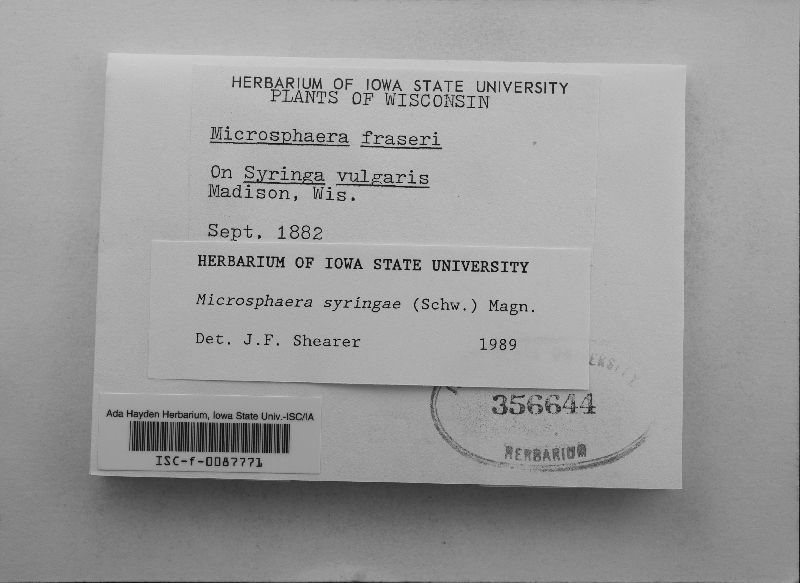 HERBARIUM OF IOWA STATE UNIVERSITY
PLANTS OF WISCONSIN
Microsphaera fraseri
On Syringa vulgaris
Madison, Wis.
Sept. 1882
HERBARIUM OF IOWA STATE UNIVERSITY
Microsphaera syringae (Schw.) Magn.
Det. J.F. Shearer 1989
356644
HERBARIUM
Ada Hayden Herbarium, Iowa State Univ.-ISC/IA
ISC-f-0087771